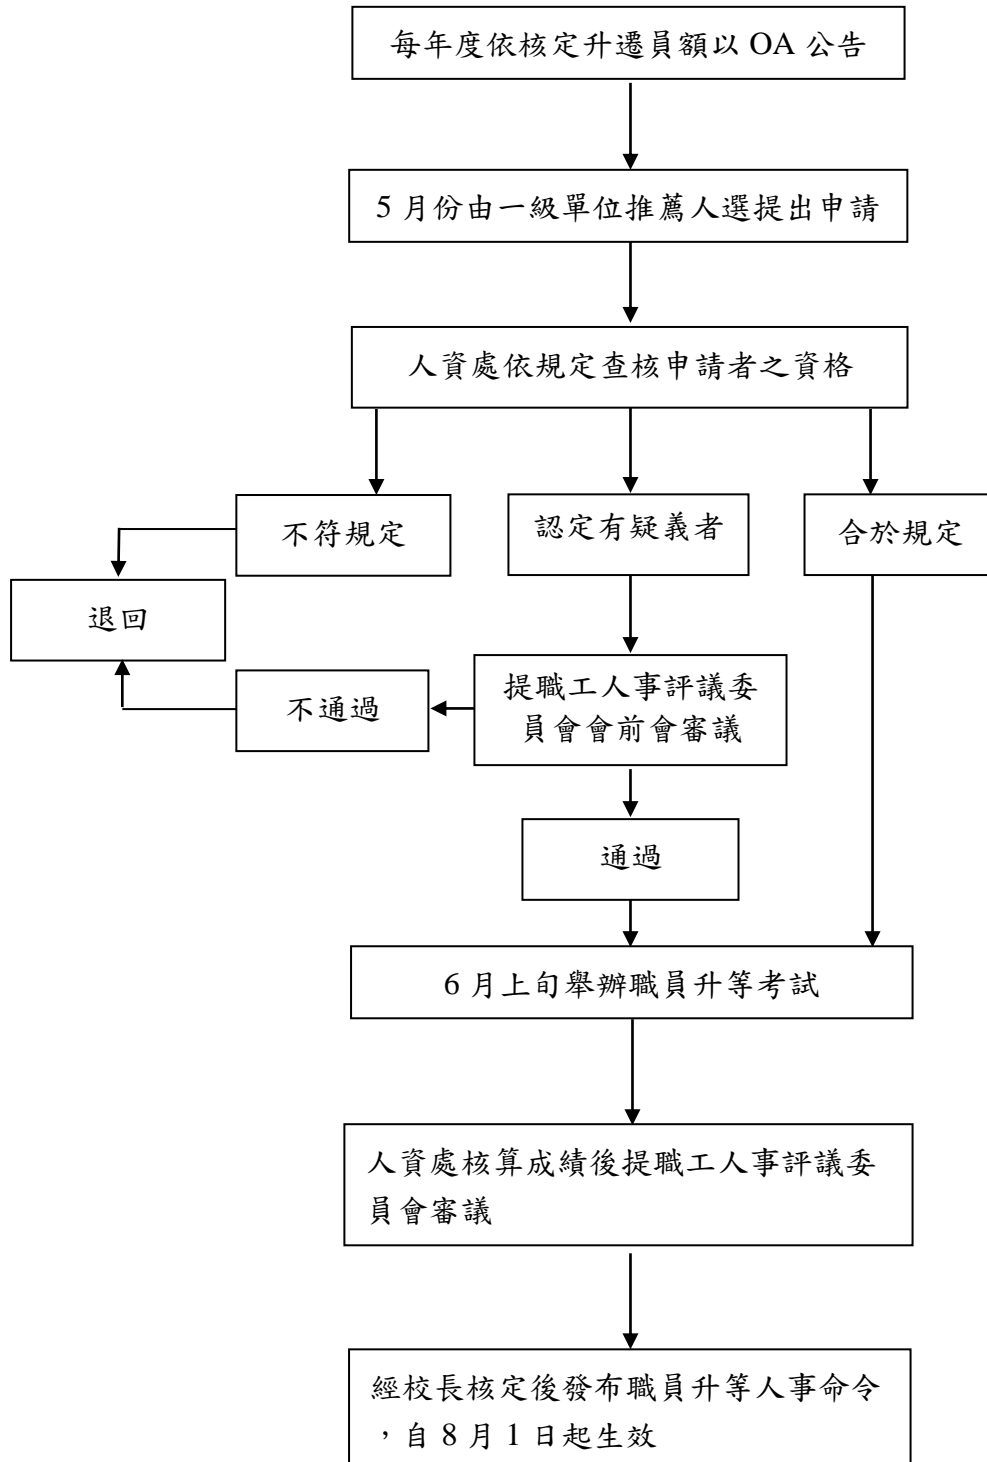 每年度依核定升遷員額以 OA 公告
5 月份由一級單位推薦人選提出申請
人資處依規定查核申請者之資格
不符規定
認定有疑義者
合於規定
退回
不通過
提職工人事評議委
員會會前會審議
通過
6 月上旬舉辦職員升等考試
人資處核算成績後提職工人事評議委
員會審議
經校長核定後發布職員升等人事命令
，自 8 月 1 日起生效